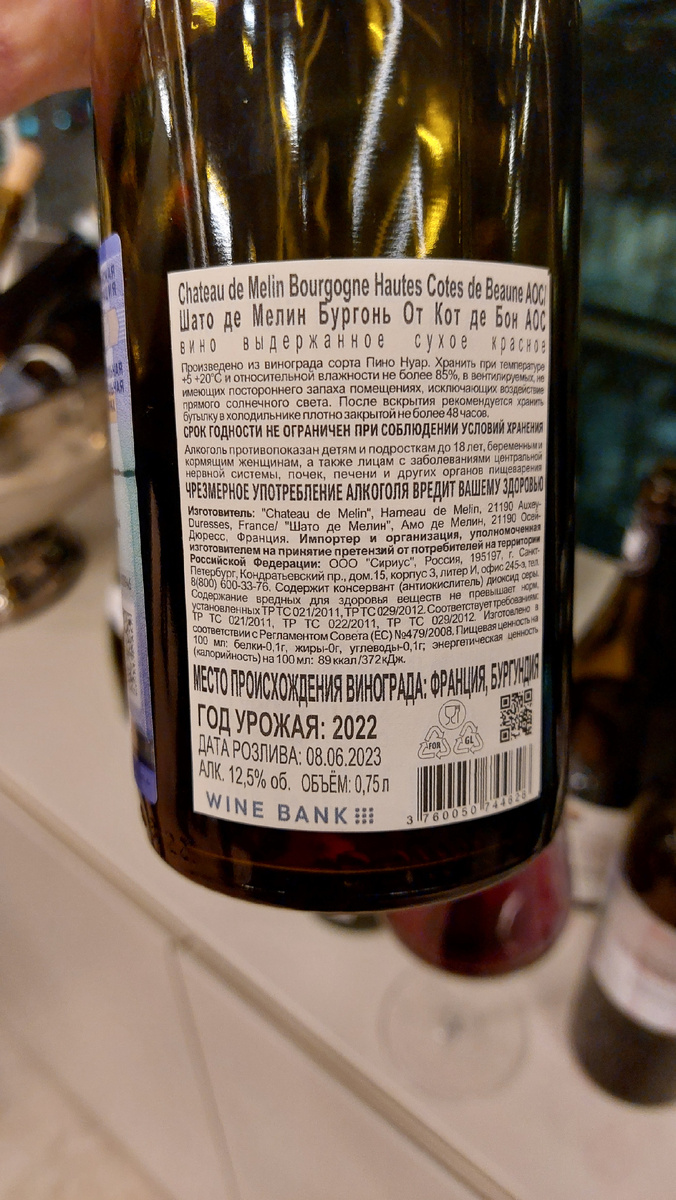 Chateau de Melin Bourgogne Hautes Cotes de Beaune AOC/
Шато де Мелин Бургонь От Кот де Бон АОС
вино выдержанное сухое красное
Произведено из винограда сорта Пино Нуар. Хранить при температуре
+5 +20°C и относительной влажности не более 85%, в вентилируемых, не
имеющих постороннего запаха помещениях, исключающих воздействие
прямого солнечного света. После вскрытия рекомендуется хранить
бутылку в холодильнике плотно закрытой не более 48 часов.
СРОК ГОДНОСТИ НЕ ОГРАНИЧЕН ПРИ СОБЛЮДЕНИИ УСЛОВИЙ ХРАНЕНИЯ
Алкоголь противопоказан детям и подросткам до 18 лет, беременным и
кормящим женщинам, а также лицам с заболеваниями центральной
нервной системы, почек, печени и других органов пищеварения
ЧРЕЗМЕРНОЕ УПОТРЕБЛЕНИЕ АЛКОГОЛЯ ВРЕДИТ ВАШЕМУ ЗДОРОВЬЮ
Изготовитель: "Chateau de Melin", Hameau de Melin, 21190 Auxey-
Duresses, France/ "Шато де Мелин", Амо де Мелин, 21190 Осей-
Дюресс, Франция. Импортер и организация, уполномоченная
изготовителем на принятие претензий от потребителей на территории
Российской Федерации: ООО "Сириус", Россия, 195197, г. Санкт-
Петербург, Кондратьевский пр., дом.15, корпус 3, литер И, офис 245-э, тел.
8(800) 600-33-76. Содержит консервант (антиокислитель) диоксид серы.
Содержание вредных для здоровья веществ не превышает норм,
установленных ТР ТС 021/2011, ТР ТС 029/2012. Соответствует требованиям:
ТР ТС 021/2011, ТР ТС 022/2011, ТР ТС 029/2012. Изготовлено в
соответствии с Регламентом Совета (ЕС) №479/2008. Пищевая ценность на
100 мл: белки-0,1г, жиры-0г, углеводы-0,1г; энергетическая ценность
(калорийность) на 100 мл: 89 ккал /372 кДж.
МЕСТО ПРОИСХОЖДЕНИЯ ВИНОГРАДА: ФРАНЦИЯ, БУРГУНДИЯ
ГОД УРОЖАЯ: 2022
ДАТА РОЗЛИВА: 08.06.2023
АЛК. 12,5% об. ОБЪЁМ: 0,75 л
FOR GL
WINE BANK
3 760050 744828